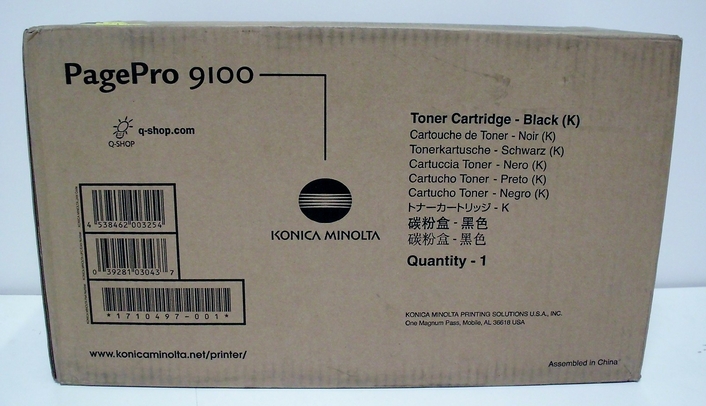 PagePro 9100
q-shop.com
Q-SHOP
4 538462 003254
0 39281 03043 7
*1710497-001*
www.konicaminolta.net/printer/
KONICA MINOLTA
Toner Cartridge - Black (K)
Cartouche de Toner - Noir (K)
Tonerkartusche - Schwarz (K)
Cartuccia Toner - Nero (K)
Cartucho Toner - Preto (K)
Cartucho Toner - Negro (K)
トナーカートリッジ - K
碳粉盒 - 黑色
碳粉盒 - 黑色
Quantity - 1
KONICA MINOLTA PRINTING SOLUTIONS U.S.A., INC.
One Magnum Pass, Mobile, AL 36618 USA
Assembled in China